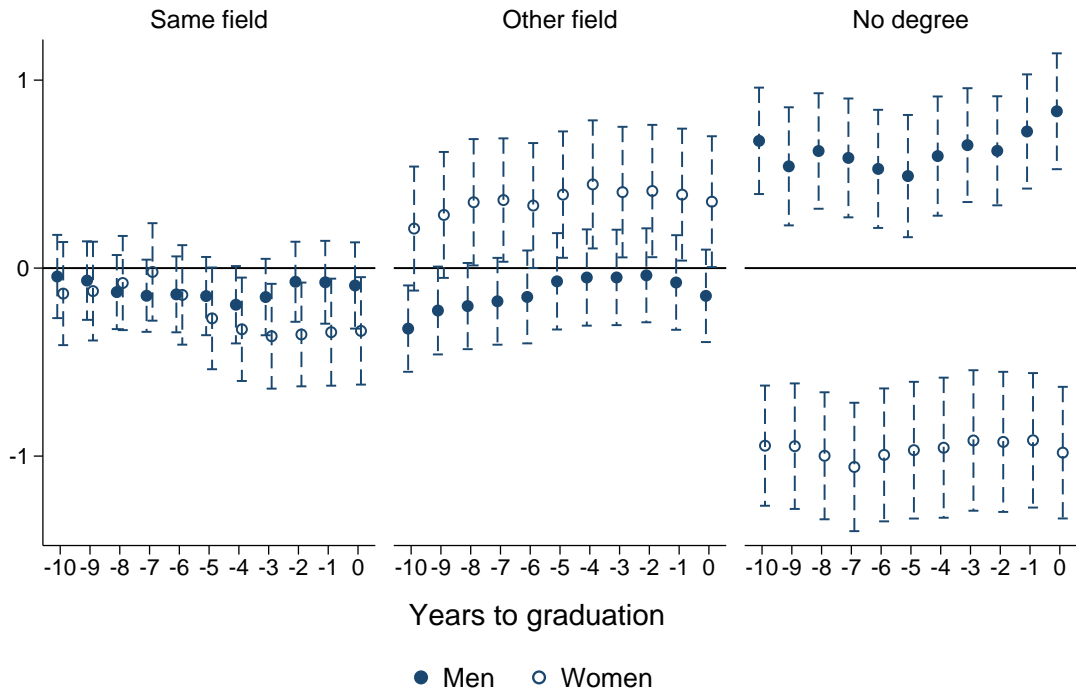 Same field Other field No degree
1
0
-1
-10 -9 -8 -7 -6 -5 -4 -3 -2 -1 0 -10 -9 -8 -7 -6 -5 -4 -3 -2 -1 0 -10 -9 -8 -7 -6 -5 -4 -3 -2 -1 0
Years to graduation
Men Women